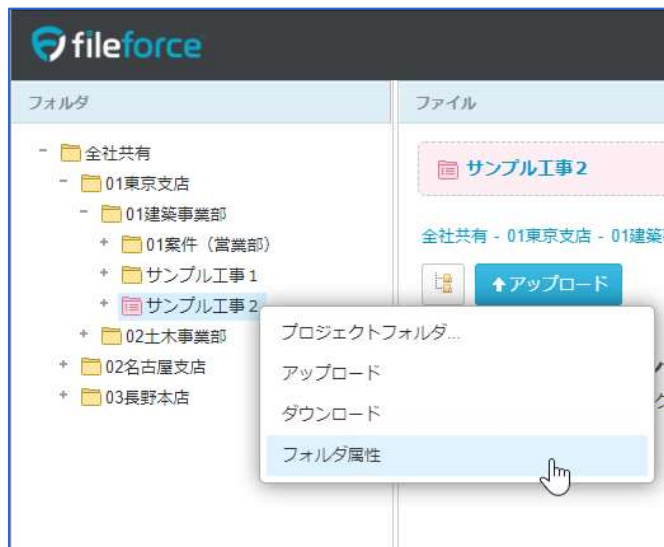 fileforce
フォルダ
ファイル
全社共有
01東京支店
01建築事業部
01案件（営業部）
サンプル工事1
サンプル工事2
02土木事業部
02名古屋支店
03長野本店
サンプル工事2
全社共有 - 01東京支店 - 01建築
アップロード
プロジェクトフォルダ...
アップロード
ダウンロード
フォルダ属性